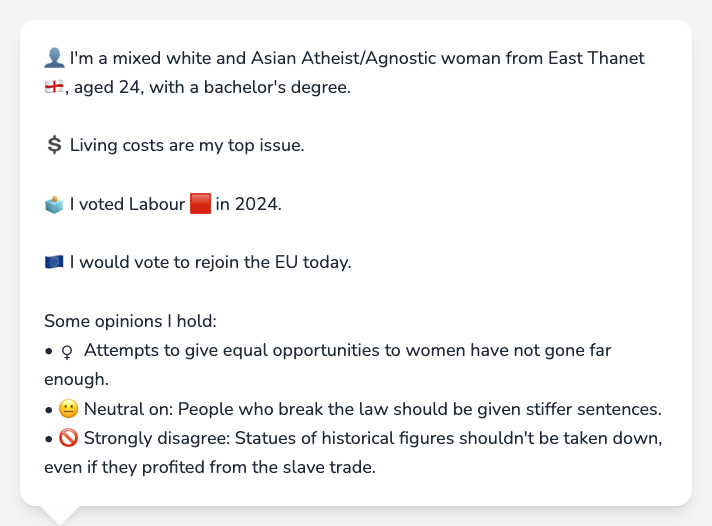 👤 I'm a mixed white and Asian Atheist/Agnostic woman from East Thanet
🏴󠁧󠁢󠁥󠁮󠁧󠁿, aged 24, with a bachelor's degree.
💲 Living costs are my top issue.
🗳️ I voted Labour 🟥 in 2024.
🇪🇺 I would vote to rejoin the EU today.
Some opinions I hold:
• ♀ Attempts to give equal opportunities to women have not gone far
enough.
• 😐 Neutral on: People who break the law should be given stiffer sentences.
• 🚫 Strongly disagree: Statues of historical figures shouldn't be taken down,
even if they profited from the slave trade.